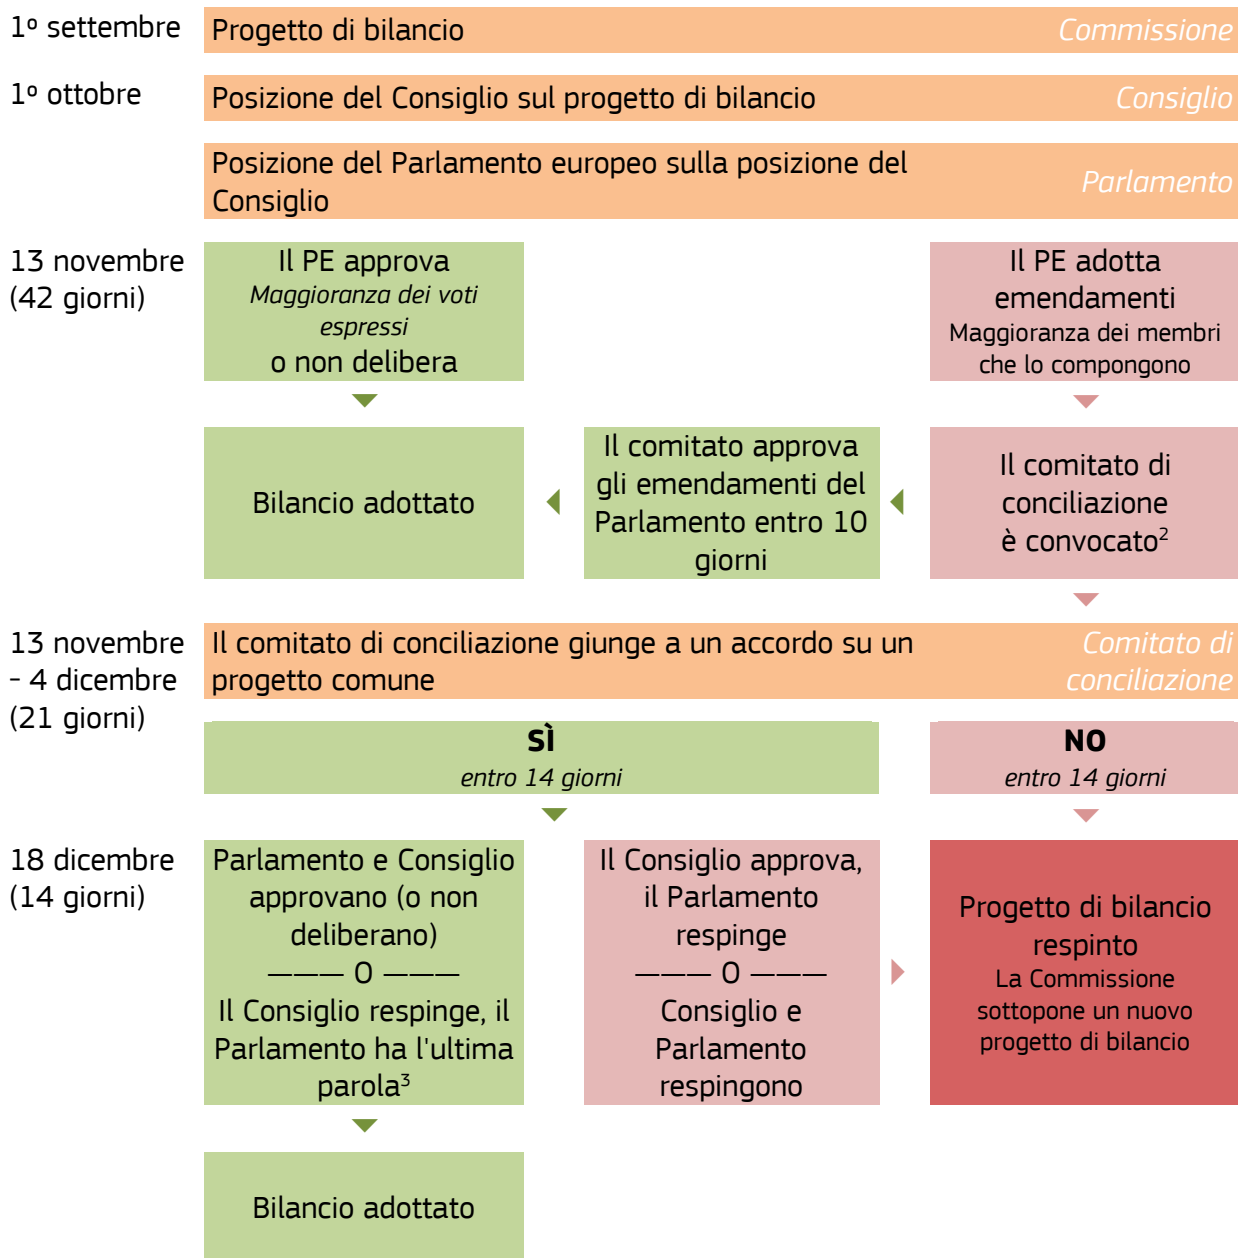 1º settembre
Progetto di bilancio
Commissione
1º ottobre
Posizione del Consiglio sul progetto di bilancio
Consiglio
Posizione del Parlamento europeo sulla posizione del
Consiglio
Parlamento
13 novembre
(42 giorni)
Il PE approva
Maggioranza dei voti
espressi
o non delibera
Il PE adotta
emendamenti
Maggioranza dei membri
che lo compongono
Bilancio adottato
Il comitato approva
gli emendamenti del
Parlamento entro 10
giorni
Il comitato di
conciliazione
è convocato²
13 novembre
- 4 dicembre
(21 giorni)
Il comitato di conciliazione giunge a un accordo su un
progetto comune
Comitato di
conciliazione
SÌ
entro 14 giorni
NO
entro 14 giorni
18 dicembre
(14 giorni)
Parlamento e Consiglio
approvano (o non
deliberano)
——— O ———
Il Consiglio respinge, il
Parlamento ha l'ultima
parola³
Il Consiglio approva,
il Parlamento
respinge
——— O ———
Consiglio e
Parlamento
respingono
Progetto di bilancio
respinto
La Commissione
sottopone un nuovo
progetto di bilancio
Bilancio adottato